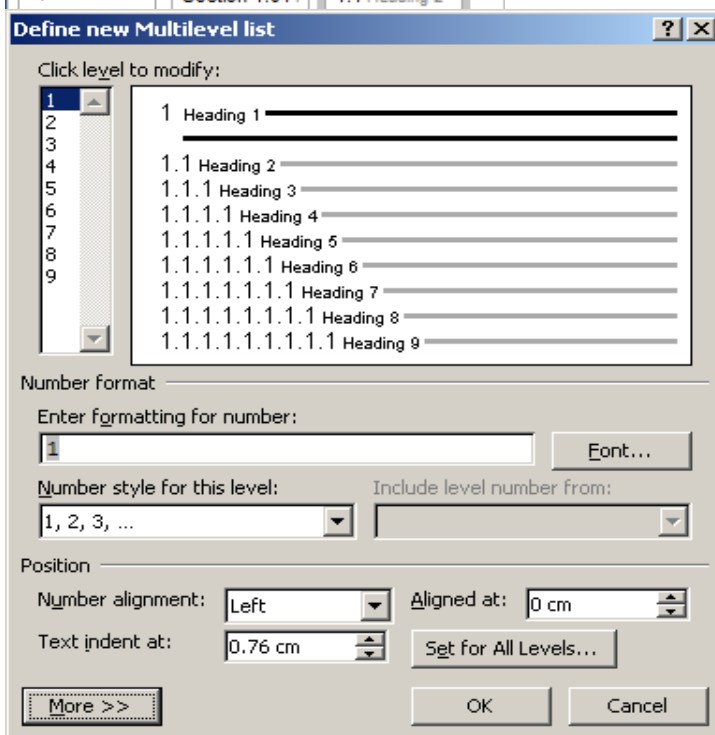 Define new Multilevel list
Click level to modify:
1
2
3
4
5
6
7
8
9
1 Heading 1
1.1 Heading 2
1.1.1 Heading 3
1.1.1.1 Heading 4
1.1.1.1.1 Heading 5
1.1.1.1.1.1 Heading 6
1.1.1.1.1.1.1 Heading 7
1.1.1.1.1.1.1.1 Heading 8
1.1.1.1.1.1.1.1.1 Heading 9
Number format
Enter formatting for number:
1
Font...
Number style for this level:
Include level number from:
1, 2, 3, ...
Position
Number alignment:
Left
Aligned at:
0 cm
Text indent at:
0.76 cm
Set for All Levels...
More >>
OK
Cancel